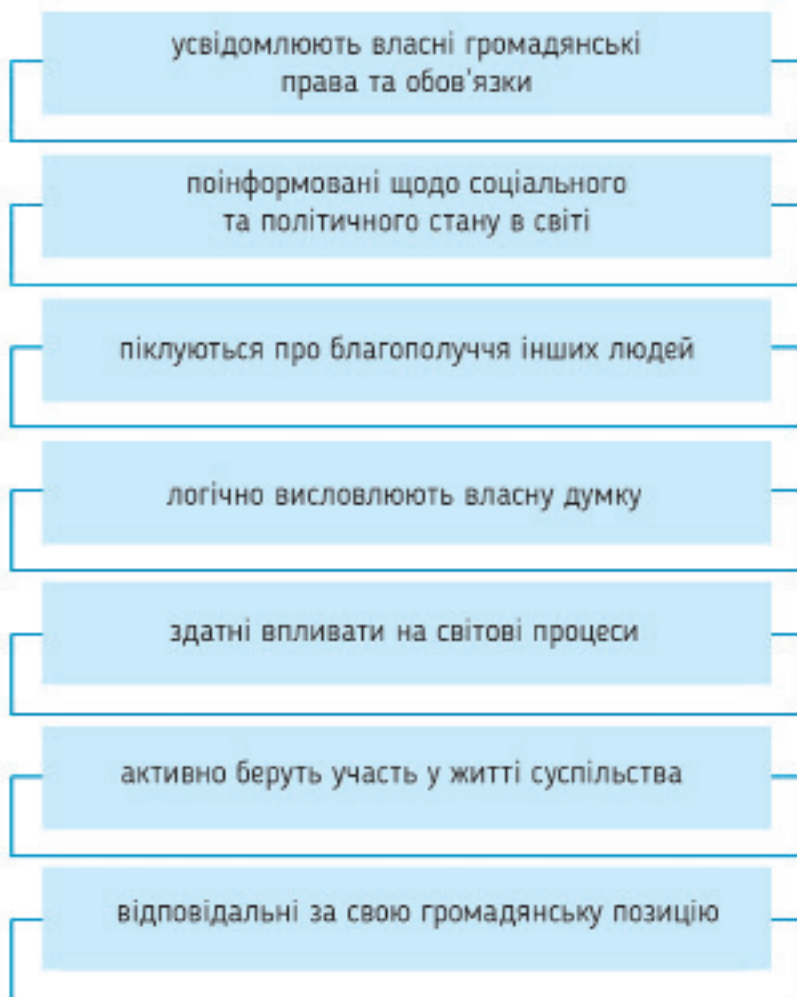 усвідомлюють власні громадянські
права та обов'язки
поінформовані щодо соціального
та політичного стану в світі
піклуються про благополуччя інших людей
логічно висловлюють власну думку
здатні впливати на світові процеси
активно беруть участь у житті суспільства
відповідальні за свою громадянську позицію